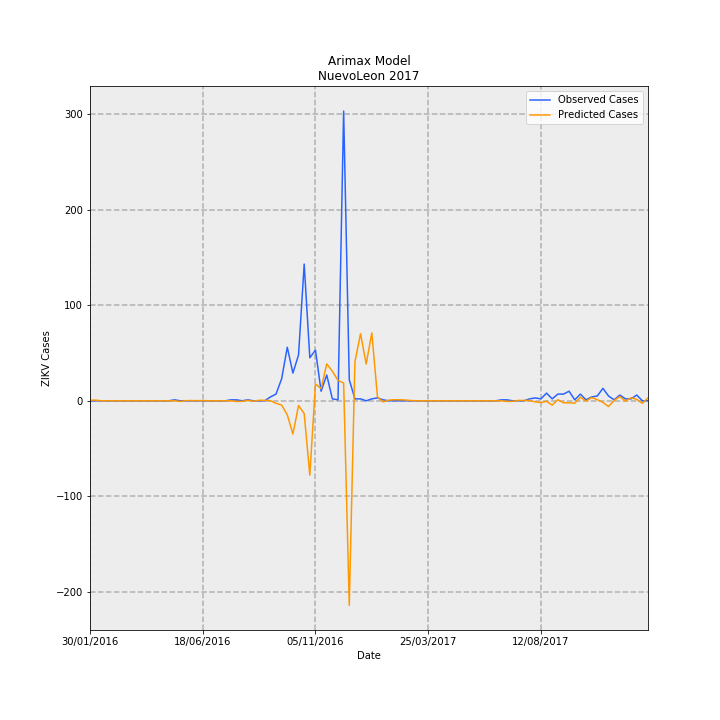 Arimax Model
NuevoLeon 2017
Observed Cases
Predicted Cases
300
200
100
0
−100
−200
ZIKV Cases
30/01/2016 18/06/2016 05/11/2016 25/03/2017 12/08/2017
Date